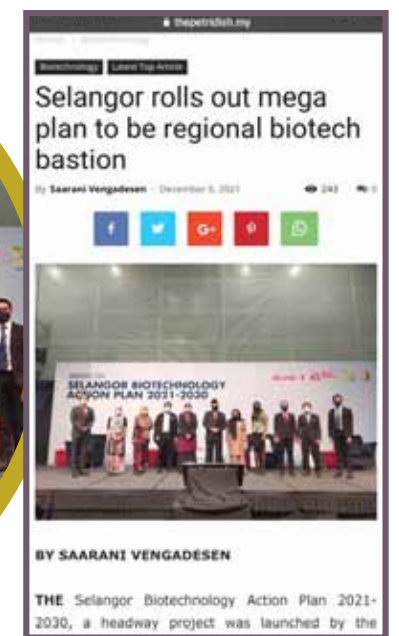 thepetridish.my
Biotechnology Latest Top Article
Selangor rolls out mega
plan to be regional biotech
bastion
By Saarani Vengadesen - December 6, 2021 243 0
f G+
SELANGOR BIOTECHNOLOGY
ACTION PLAN 2021-2030
BY SAARANI VENGADESEN
THE Selangor Biotechnology Action Plan 2021-
2030, a headway project was launched by the